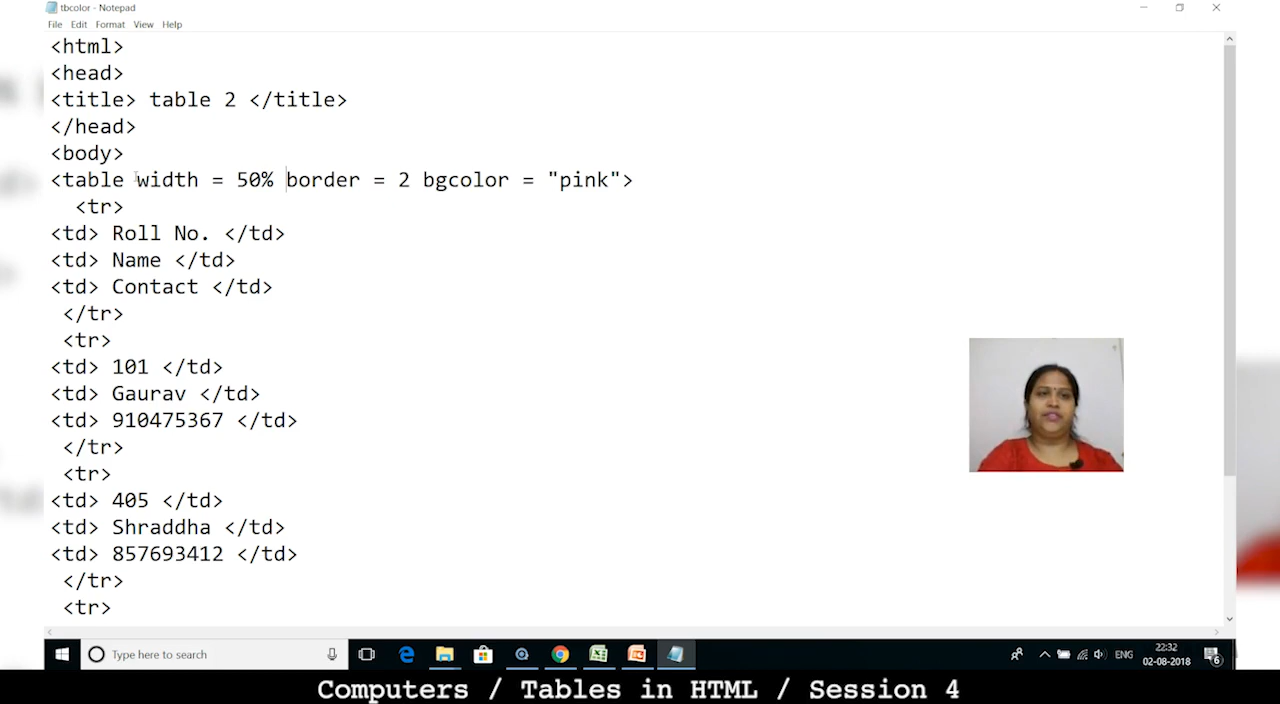 tbcolor - Notepad
File Edit Format View Help
<html>
<head>
<title> table 2 </title>
</head>
<body>
<table width = 50% border = 2 bgcolor = "pink">
<tr>
<td> Roll No. </td>
<td> Name </td>
<td> Contact </td>
</tr>
<tr>
<td> 101 </td>
<td> Gaurav </td>
<td> 910475367 </td>
</tr>
<tr>
<td> 405 </td>
<td> Shraddha </td>
<td> 857693412 </td>
</tr>
<tr>
Type here to search
ENG
22:32
02-08-2018
6
Computers / Tables in HTML / Session 4